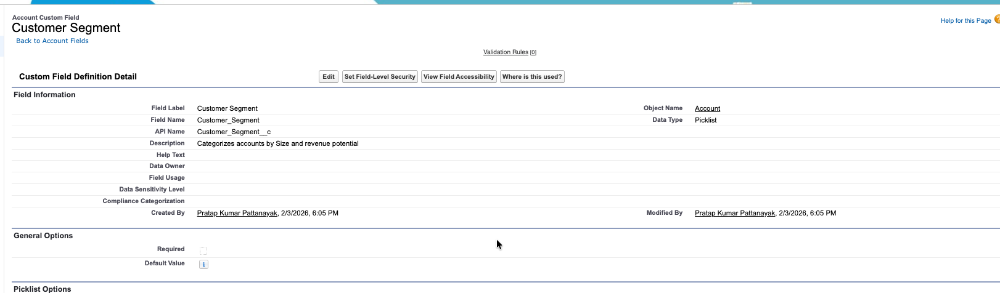 Account Custom Field
Customer Segment
Help for this Page
Back to Account Fields
Validation Rules [0]
Custom Field Definition Detail Edit Set Field-Level Security View Field Accessibility Where is this used?
Field Information
Field Label Customer Segment Object Name Account
Field Name Customer_Segment Data Type Picklist
API Name Customer_Segment__c
Description Categorizes accounts by Size and revenue potential
Help Text
Data Owner
Field Usage
Data Sensitivity Level
Compliance Categorization
Created By Pratap Kumar Pattanayak, 2/3/2026, 6:05 PM Modified By Pratap Kumar Pattanayak, 2/3/2026, 6:05 PM
General Options
Required
Default Value
Picklist Options